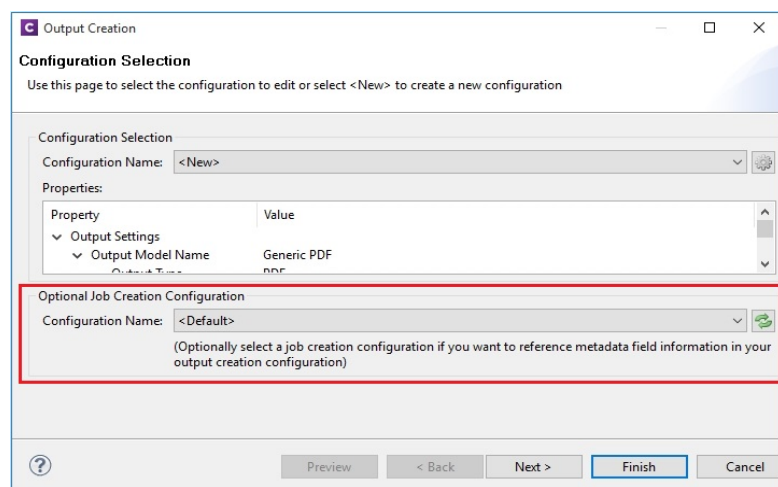 C Output Creation
Configuration Selection
Use this page to select the configuration to edit or select <New> to create a new configuration
Configuration Selection
Configuration Name: <New>
Properties:
Property Value
Output Settings
Output Model Name Generic PDF
Output Type PDF
Optional Job Creation Configuration
Configuration Name: <Default>
(Optionally select a job creation configuration if you want to reference metadata field information in your
output creation configuration)
? Preview < Back Next > Finish Cancel